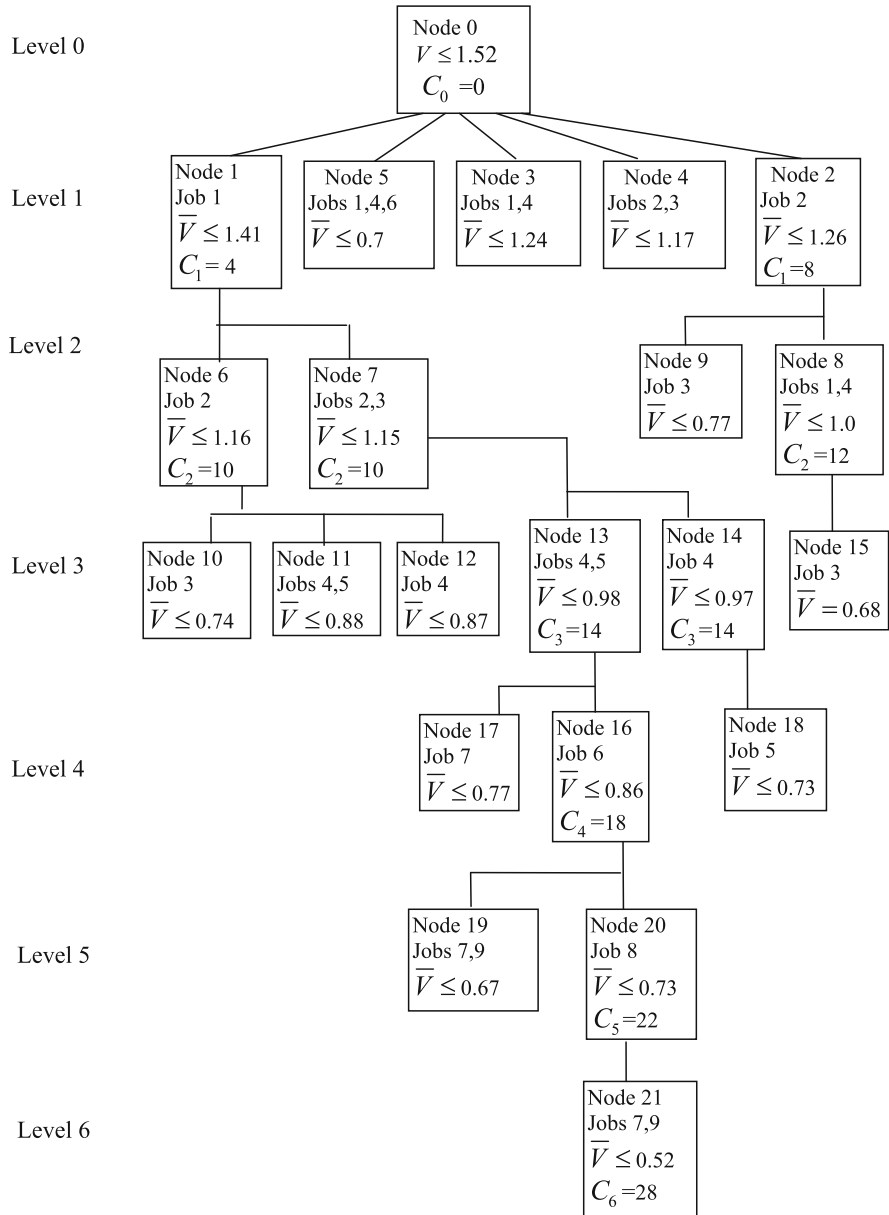 Level 0
Node 0
V ≤ 1.52
C₀ =0
Level 1
Node 1
Job 1
V̅ ≤ 1.41
C₁= 4
Node 5
Jobs 1,4,6
V̅ ≤ 0.7
Node 3
Jobs 1,4
V̅ ≤ 1.24
Node 4
Jobs 2,3
V̅ ≤ 1.17
Node 2
Job 2
V̅ ≤ 1.26
C₁=8
Level 2
Node 6
Job 2
V̅ ≤ 1.16
C₂=10
Node 7
Jobs 2,3
V̅ ≤ 1.15
C₂=10
Node 9
Job 3
V̅ ≤ 0.77
Node 8
Jobs 1,4
V̅ ≤ 1.0
C₂=12
Level 3
Node 10
Job 3
V̅ ≤ 0.74
Node 11
Jobs 4,5
V̅ ≤ 0.88
Node 12
Job 4
V̅ ≤ 0.87
Node 13
Jobs 4,5
V̅ ≤ 0.98
C₃=14
Node 14
Job 4
V̅ ≤ 0.97
C₃=14
Node 15
Job 3
V̅ = 0.68
Level 4
Node 17
Job 7
V̅ ≤ 0.77
Node 16
Job 6
V̅ ≤ 0.86
C₄=18
Node 18
Job 5
V̅ ≤ 0.73
Level 5
Node 19
Jobs 7,9
V̅ ≤ 0.67
Node 20
Job 8
V̅ ≤ 0.73
C₅=22
Level 6
Node 21
Jobs 7,9
V̅ ≤ 0.52
C₆=28